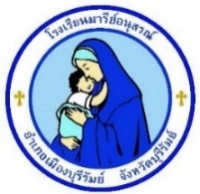 โรงเรียนมารีย์อนุสรณ์
อำเภอเมืองบุรีรัมย์ จังหวัดบุรีรัมย์